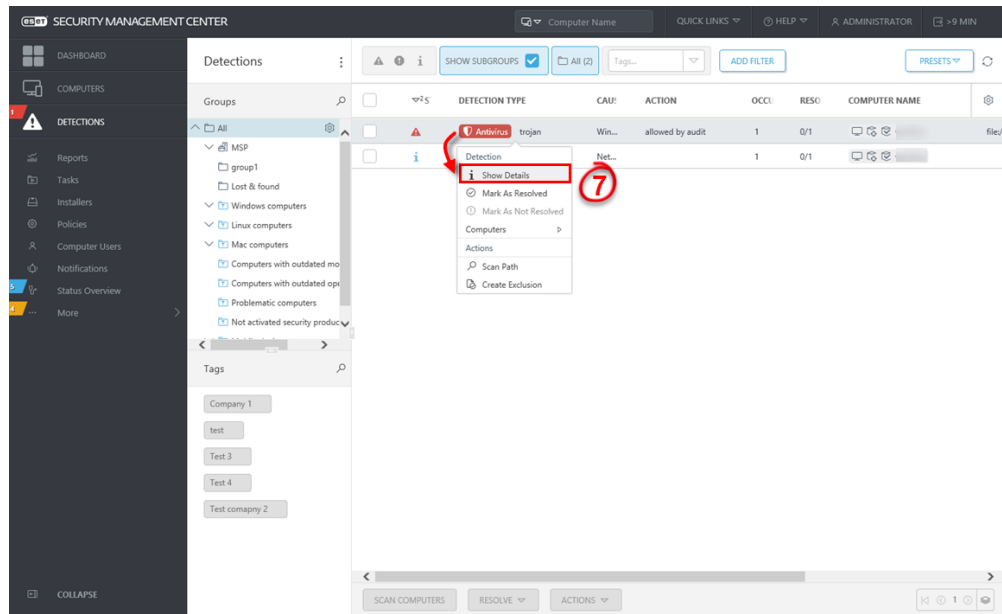 eset SECURITY MANAGEMENT CENTER
Computer Name
QUICK LINKS
HELP
ADMINISTRATOR
>9 MIN
DASHBOARD
COMPUTERS
1
DETECTIONS
Reports
Tasks
Installers
Policies
Computer Users
Notifications
5
Status Overview
4
More
COLLAPSE
Detections
Groups
All
MSP
group1
Lost & found
Windows computers
Linux computers
Mac computers
Computers with outdated mo
Computers with outdated ope
Problematic computers
Not activated security produc
Tags
Company 1
test
Test 3
Test 4
Test comapny 2
SHOW SUBGROUPS
All (2)
Tags...
ADD FILTER
PRESETS
2 S
DETECTION TYPE
CAU
ACTION
OCCU
RESO
COMPUTER NAME
Antivirus trojan
Win...
allowed by audit
1
0/1
file:/
Net...
1
0/1
Detection
Show Details
7
Mark As Resolved
Mark As Not Resolved
Computers
Actions
Scan Path
Create Exclusion
SCAN COMPUTERS
RESOLVE
ACTIONS
1